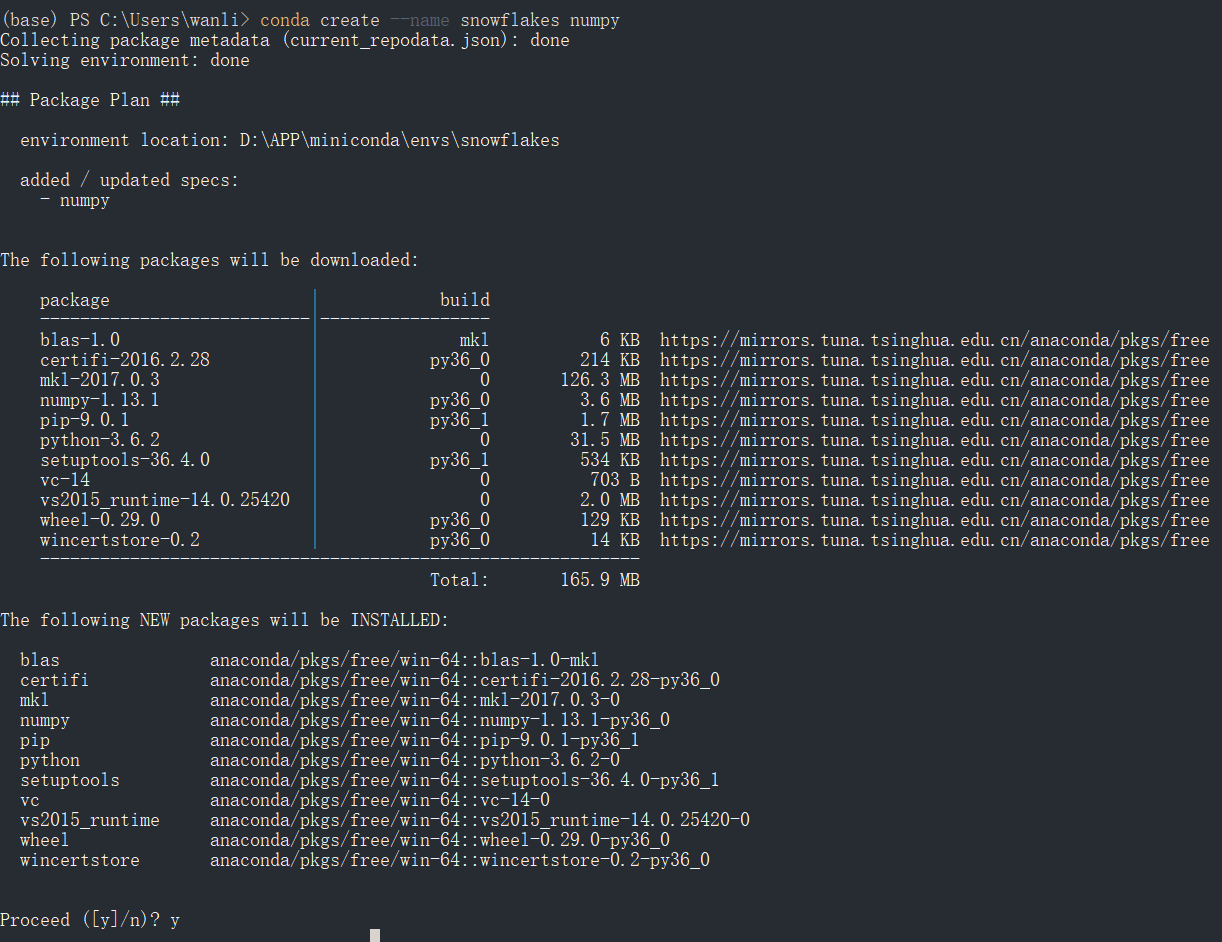 (base) PS C:\Users\wanli> conda create --name snowflakes numpy
Collecting package metadata (current_repodata.json): done
Solving environment: done
## Package Plan ##
environment location: D:\APP\miniconda\envs\snowflakes
added / updated specs:
- numpy
The following packages will be downloaded:
package | build
---------------------------|-----------------
blas-1.0 | mkl 6 KB https://mirrors.tuna.tsinghua.edu.cn/anaconda/pkgs/free
certifi-2016.2.28 | py36_0 214 KB https://mirrors.tuna.tsinghua.edu.cn/anaconda/pkgs/free
mkl-2017.0.3 | 0 126.3 MB https://mirrors.tuna.tsinghua.edu.cn/anaconda/pkgs/free
numpy-1.13.1 | py36_0 3.6 MB https://mirrors.tuna.tsinghua.edu.cn/anaconda/pkgs/free
pip-9.0.1 | py36_1 1.7 MB https://mirrors.tuna.tsinghua.edu.cn/anaconda/pkgs/free
python-3.6.2 | 0 31.5 MB https://mirrors.tuna.tsinghua.edu.cn/anaconda/pkgs/free
setuptools-36.4.0 | py36_1 534 KB https://mirrors.tuna.tsinghua.edu.cn/anaconda/pkgs/free
vc-14 | 0 703 B https://mirrors.tuna.tsinghua.edu.cn/anaconda/pkgs/free
vs2015_runtime-14.0.25420 | 0 2.0 MB https://mirrors.tuna.tsinghua.edu.cn/anaconda/pkgs/free
wheel-0.29.0 | py36_0 129 KB https://mirrors.tuna.tsinghua.edu.cn/anaconda/pkgs/free
wincertstore-0.2 | py36_0 14 KB https://mirrors.tuna.tsinghua.edu.cn/anaconda/pkgs/free
------------------------------------------------------------
Total: 165.9 MB
The following NEW packages will be INSTALLED:
blas anaconda/pkgs/free/win-64::blas-1.0-mkl
certifi anaconda/pkgs/free/win-64::certifi-2016.2.28-py36_0
mkl anaconda/pkgs/free/win-64::mkl-2017.0.3-0
numpy anaconda/pkgs/free/win-64::numpy-1.13.1-py36_0
pip anaconda/pkgs/free/win-64::pip-9.0.1-py36_1
python anaconda/pkgs/free/win-64::python-3.6.2-0
setuptools anaconda/pkgs/free/win-64::setuptools-36.4.0-py36_1
vc anaconda/pkgs/free/win-64::vc-14-0
vs2015_runtime anaconda/pkgs/free/win-64::vs2015_runtime-14.0.25420-0
wheel anaconda/pkgs/free/win-64::wheel-0.29.0-py36_0
wincertstore anaconda/pkgs/free/win-64::wincertstore-0.2-py36_0
Proceed ([y]/n)? y